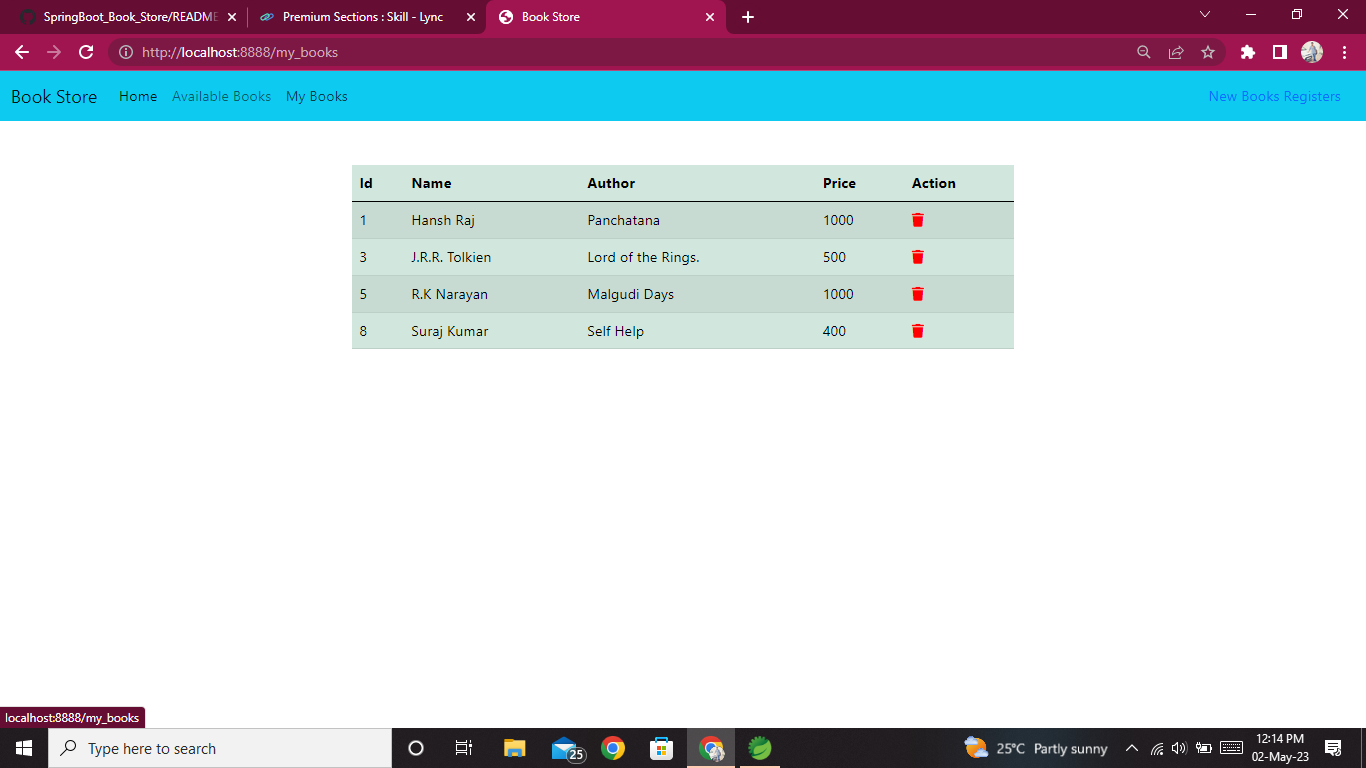 SpringBoot_Book_Store/README
Premium Sections : Skill - Lync
Book Store
http://localhost:8888/my_books
Book Store Home Available Books My Books New Books Registers
Id Name Author Price Action
1 Hansh Raj Panchatana 1000
3 J.R.R. Tolkien Lord of the Rings. 500
5 R.K Narayan Malgudi Days 1000
8 Suraj Kumar Self Help 400
localhost:8888/my_books
Type here to search
25
25°C Partly sunny
12:14 PM
02-May-23